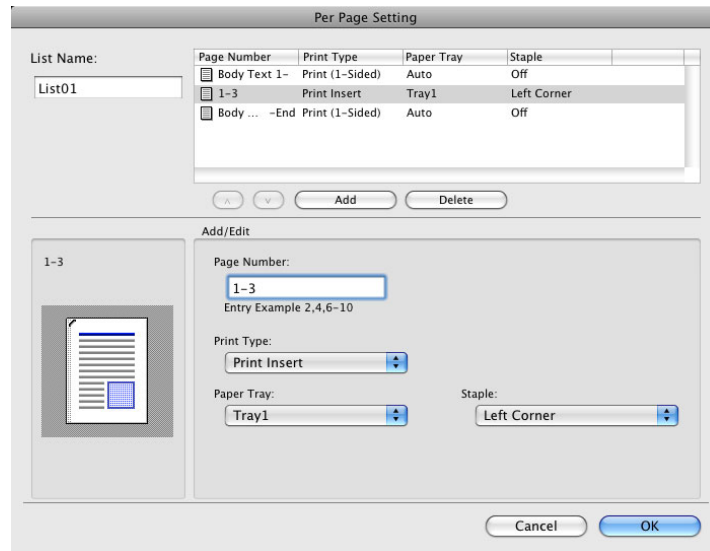 Per Page Setting
List Name:
List01
Page Number Print Type Paper Tray Staple
Body Text 1- Print (1-Sided) Auto Off
1-3 Print Insert Tray1 Left Corner
Body ... -End Print (1-Sided) Auto Off
Add Delete
Add/Edit
1-3
Page Number:
1-3
Entry Example 2,4,6-10
Print Type:
Print Insert
Paper Tray: Staple:
Tray1 Left Corner
Cancel OK